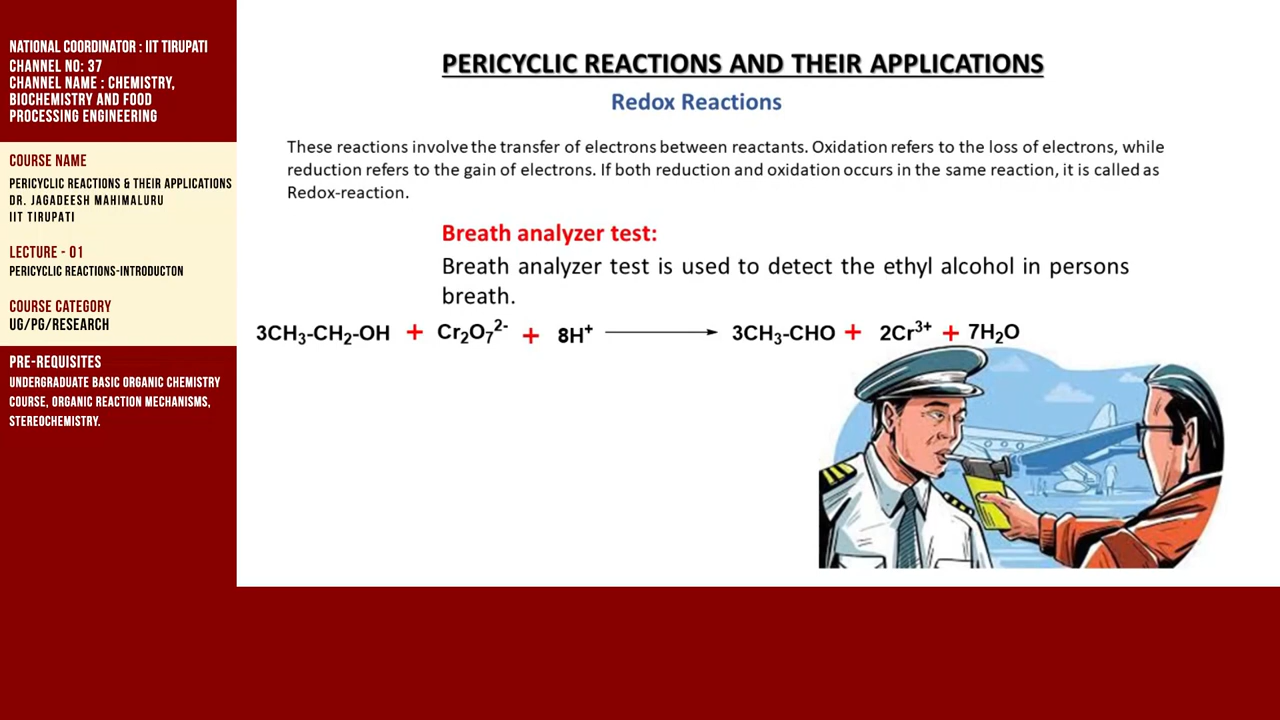 NATIONAL COORDINATOR : IIT TIRUPATI
CHANNEL NO: 37
CHANNEL NAME : CHEMISTRY,
BIOCHEMISTRY AND FOOD
PROCESSING ENGINEERING
COURSE NAME
PERICYCLIC REACTIONS & THEIR APPLICATIONS
DR. JAGADEESH MAHIMALURU
IIT TIRUPATI
LECTURE - 01
PERICYCLIC REACTIONS-INTRODUCTON
COURSE CATEGORY
UG/PG/RESEARCH
PRE-REQUISITES
UNDERGRADUATE BASIC ORGANIC CHEMISTRY
COURSE, ORGANIC REACTION MECHANISMS,
STEREOCHEMISTRY.
PERICYCLIC REACTIONS AND THEIR APPLICATIONS
Redox Reactions
These reactions involve the transfer of electrons between reactants. Oxidation refers to the loss of electrons, while
reduction refers to the gain of electrons. If both reduction and oxidation occurs in the same reaction, it is called as
Redox-reaction.
Breath analyzer test:
Breath analyzer test is used to detect the ethyl alcohol in persons
breath.
3CH₃-CH₂-OH + Cr₂O₇²⁻ + 8H⁺ ⟶ 3CH₃-CHO + 2Cr³⁺ + 7H₂O